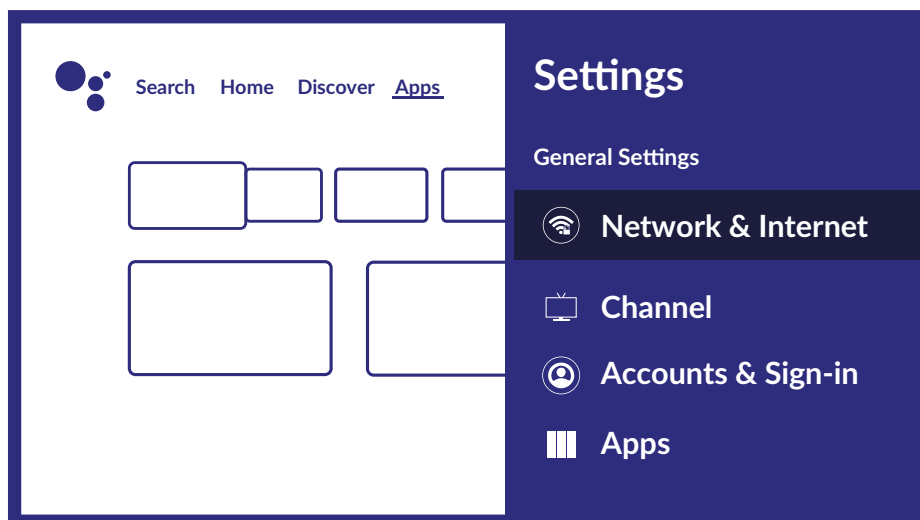 Search Home Discover Apps
Settings
General Settings
Network & Internet
Channel
Accounts & Sign-in
Apps